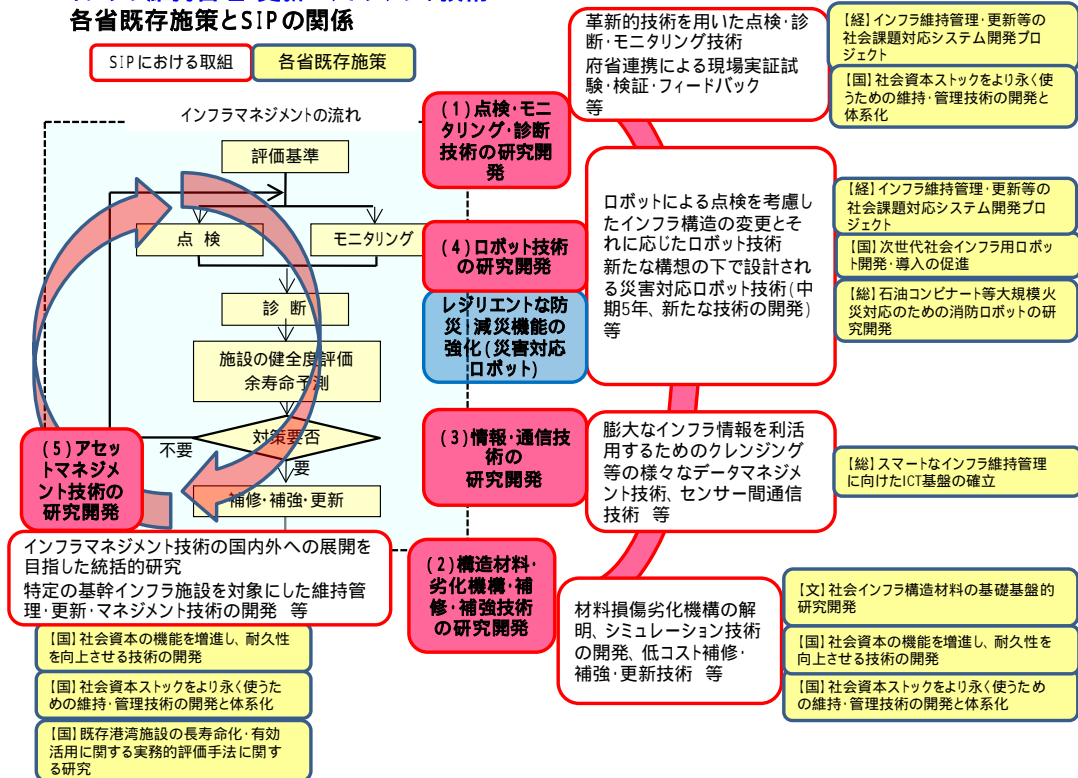 各省既存施策とSIPの関係
SIPにおける取組
各省既存施策
インフラマネジメントの流れ
評価基準
点 検
モニタリング
診 断
施設の健全度評価
余寿命予測
対策要否
不要
要
補修・補強・更新
(1)点検・モニ
タリング・診断
技術の研究開
発
革新的技術を用いた点検・診
断・モニタリング技術
府省連携による現場実証試
験・検証・フィードバック
等
【経】インフラ維持管理・更新等の
社会課題対応システム開発プロ
ジェクト
【国】社会資本ストックをより永く使
うための維持・管理技術の開発と
体系化
(4)ロボット技術
の研究開発
レジリエントな防
災・減災機能の
強化(災害対応
ロボット)
ロボットによる点検を考慮し
たインフラ構造の変更とそ
れに応じたロボット技術
新たな構想の下で設計され
る災害対応ロボット技術(中
期5年、新たな技術の開発)
等
【経】インフラ維持管理・更新等の
社会課題対応システム開発プロ
ジェクト
【国】次世代社会インフラ用ロボッ
ト開発・導入の促進
【総】石油コンビナート等大規模火
災対応のための消防ロボットの研
究開発
(3)情報・通信技
術の
研究開発
膨大なインフラ情報を利活
用するためのクレンジング
等の様々なデータマネジメ
ント技術、センサー間通信
技術 等
【総】スマートなインフラ維持管理
に向けたICT基盤の確立
(2)構造材料・
劣化機構・補
修・補強技術
の研究開発
材料損傷劣化機構の解
明、シミュレーション技術
の開発、低コスト補修・
補強・更新技術 等
【文】社会インフラ構造材料の基礎基盤的
研究開発
【国】社会資本の機能を増進し、耐久性を
向上させる技術の開発
【国】社会資本ストックをより永く使うため
の維持・管理技術の開発と体系化
(5)アセッ
トマネジメ
ント技術の
研究開発
インフラマネジメント技術の国内外への展開を
目指した統括的研究
特定の基幹インフラ施設を対象にした維持管
理・更新・マネジメント技術の開発 等
【国】社会資本の機能を増進し、耐久性
を向上させる技術の開発
【国】社会資本ストックをより永く使うた
めの維持・管理技術の開発と体系化
【国】既存港湾施設の長寿命化・有効
活用に関する実務的評価手法に関す
る研究